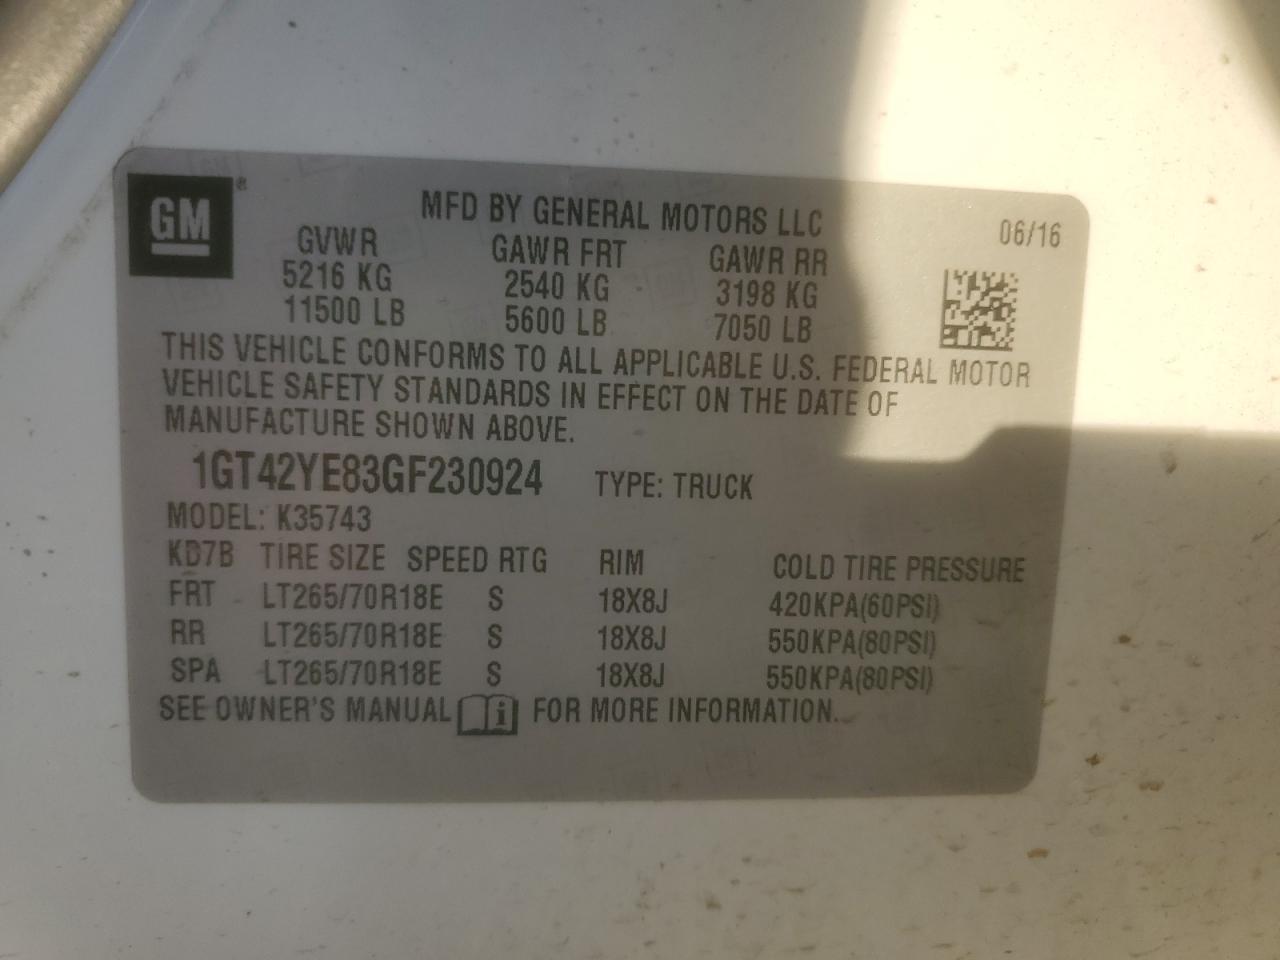 GM ®
MFD BY GENERAL MOTORS LLC 06/16
GVWR GAWR FRT GAWR RR
5216 KG 2540 KG 3198 KG
11500 LB 5600 LB 7050 LB
THIS VEHICLE CONFORMS TO ALL APPLICABLE U.S. FEDERAL MOTOR
VEHICLE SAFETY STANDARDS IN EFFECT ON THE DATE OF
MANUFACTURE SHOWN ABOVE.
1GT42YE83GF230924 TYPE: TRUCK
MODEL: K35743
KD7B TIRE SIZE SPEED RTG RIM COLD TIRE PRESSURE
FRT LT265/70R18E S 18X8J 420KPA(60PSI)
RR LT265/70R18E S 18X8J 550KPA(80PSI)
SPA LT265/70R18E S 18X8J 550KPA(80PSI)
SEE OWNER'S MANUAL i FOR MORE INFORMATION.